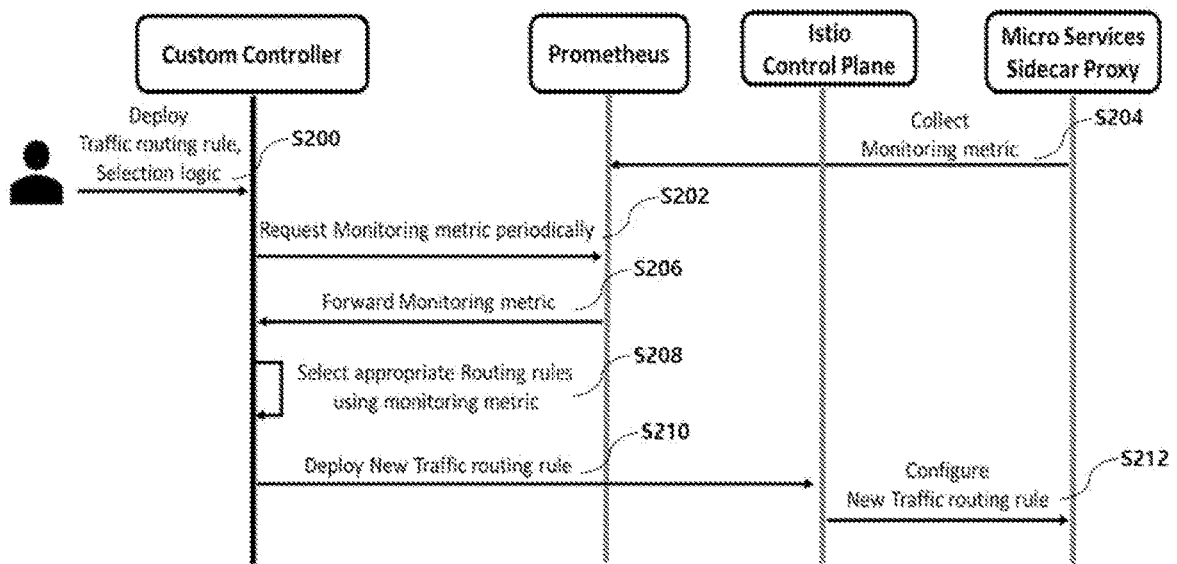 Custom Controller
Prometheus
Istio
Control Plane
Micro Services
Sidecar Proxy
Deploy
Traffic routing rule,
Selection logic
S200
Collect
Monitoring metric
S204
Request Monitoring metric periodically
S202
Forward Monitoring metric
S206
Select appropriate Routing rules
using monitoring metric
S208
Deploy New Traffic routing rule
S210
Configure
New Traffic routing rule
S212